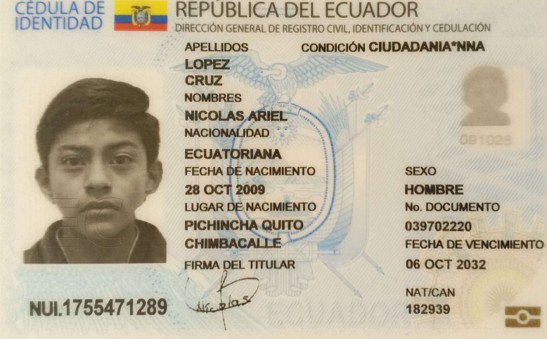 CÉDULA DE
IDENTIDAD
REPÚBLICA DEL ECUADOR
DIRECCIÓN GENERAL DE REGISTRO CIVIL, IDENTIFICACIÓN Y CEDULACIÓN
APELLIDOS
CONDICIÓN CIUDADANIA*NNA
LOPEZ
CRUZ
NOMBRES
NICOLAS ARIEL
NACIONALIDAD
ECUATORIANA
FECHA DE NACIMIENTO
28 OCT 2009
LUGAR DE NACIMIENTO
PICHINCHA QUITO
CHIMBACALLE
FIRMA DEL TITULAR
Nicolas
091028
SEXO
HOMBRE
No. DOCUMENTO
039702220
FECHA DE VENCIMIENTO
06 OCT 2032
NAT/CAN
182939
NUI.1755471289
ECUADOR